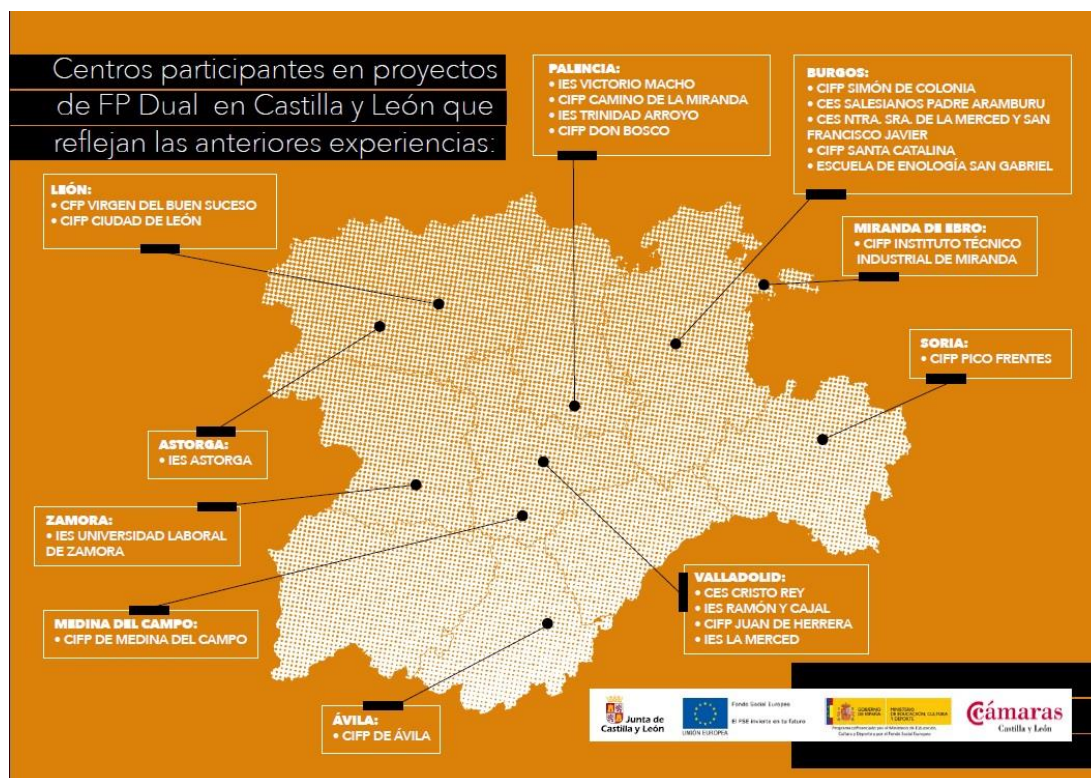 Centros participantes en proyectos
de FP Dual en Castilla y León que
reflejan las anteriores experiencias:
PALENCIA:
• IES VICTORIO MACHO
• CIFP CAMINO DE LA MIRANDA
• IES TRINIDAD ARROYO
• CIFP DON BOSCO
BURGOS:
• CIFP SIMÓN DE COLONIA
• CES SALESIANOS PADRE ARAMBURU
• CES NTRA. SRA. DE LA MERCED Y SAN
FRANCISCO JAVIER
• CIFP SANTA CATALINA
• ESCUELA DE ENOLOGÍA SAN GABRIEL
LEÓN:
• CFP VIRGEN DEL BUEN SUCESO
• CIFP CIUDAD DE LEÓN
MIRANDA DE EBRO:
• CIFP INSTITUTO TÉCNICO
INDUSTRIAL DE MIRANDA
SORIA:
• CIFP PICO FRENTES
ASTORGA:
• IES ASTORGA
ZAMORA:
• IES UNIVERSIDAD LABORAL
DE ZAMORA
MEDINA DEL CAMPO:
• CIFP DE MEDINA DEL CAMPO
VALLADOLID:
• CES CRISTO REY
• IES RAMÓN Y CAJAL
• CIFP JUAN DE HERRERA
• IES LA MERCED
ÁVILA:
• CIFP DE ÁVILA
Junta de
Castilla y León
UNIÓN EUROPEA
Fondo Social Europeo
El FSE invierte en tu futuro
GOBIERNO
DE ESPAÑA
MINISTERIO
DE EDUCACIÓN, CULTURA
Y DEPORTE
Cámaras
Castilla y León